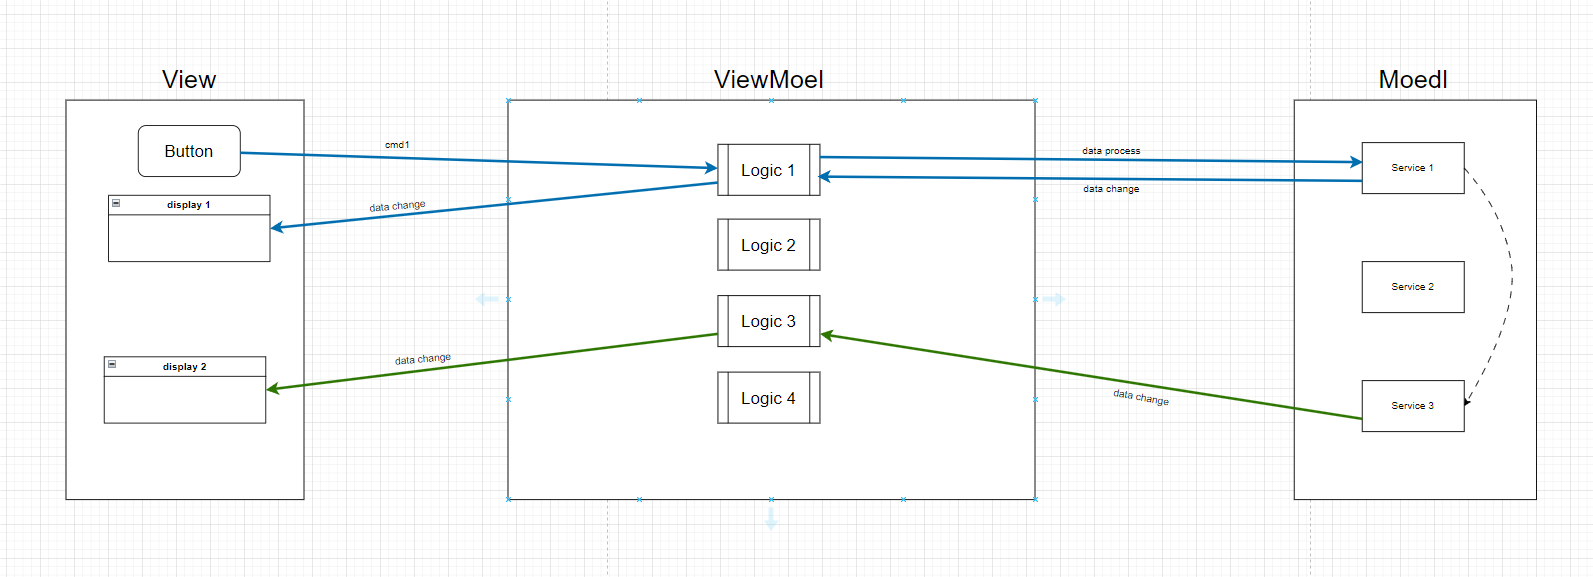 View
ViewMoel
Moedl
Button
cmd1
Logic 1
data process
Service 1
data change
display 1
data change
Logic 2
Service 2
Logic 3
display 2
data change
Logic 4
data change
Service 3